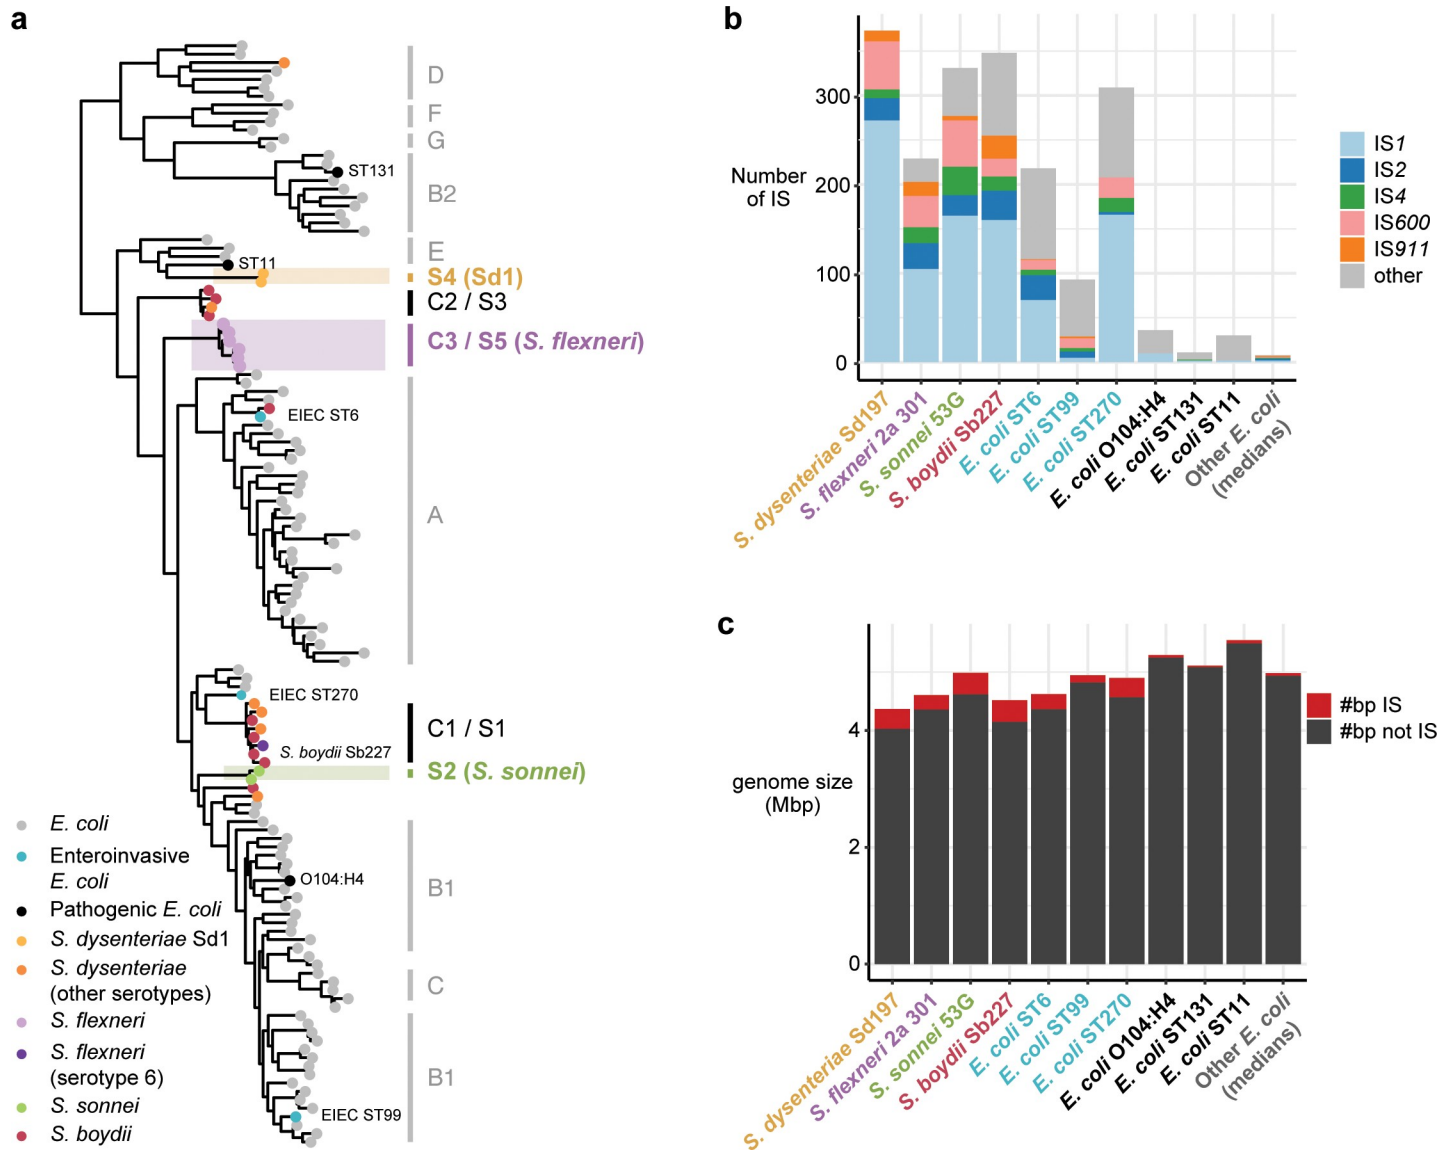 a
D
F
G
ST131
B2
E
ST11
S4 (Sd1)
C2 / S3
C3 / S5 (S. flexneri)
EIEC ST6
A
EIEC ST270
C1 / S1
S. boydii Sb227
S2 (S. sonnei)
O104:H4
B1
C
B1
EIEC ST99
E. coli
Enteroinvasive
E. coli
Pathogenic E. coli
S. dysenteriae Sd1
S. dysenteriae
(other serotypes)
S. flexneri
S. flexneri
(serotype 6)
S. sonnei
S. boydii
b
Number
of IS
300
200
100
0
S. dysenteriae Sd197
S. flexneri 2a 301
S. sonnei 53G
S. boydii Sb227
E. coli ST6
E. coli ST99
E. coli ST270
E. coli O104:H4
E. coli ST131
E. coli ST11
Other E. coli
(medians)
IS1
IS2
IS4
IS600
IS911
other
c
genome size
(Mbp)
4
2
0
S. dysenteriae Sd197
S. flexneri 2a 301
S. sonnei 53G
S. boydii Sb227
E. coli ST6
E. coli ST99
E. coli ST270
E. coli O104:H4
E. coli ST131
E. coli ST11
Other E. coli
(medians)
#bp IS
#bp not IS